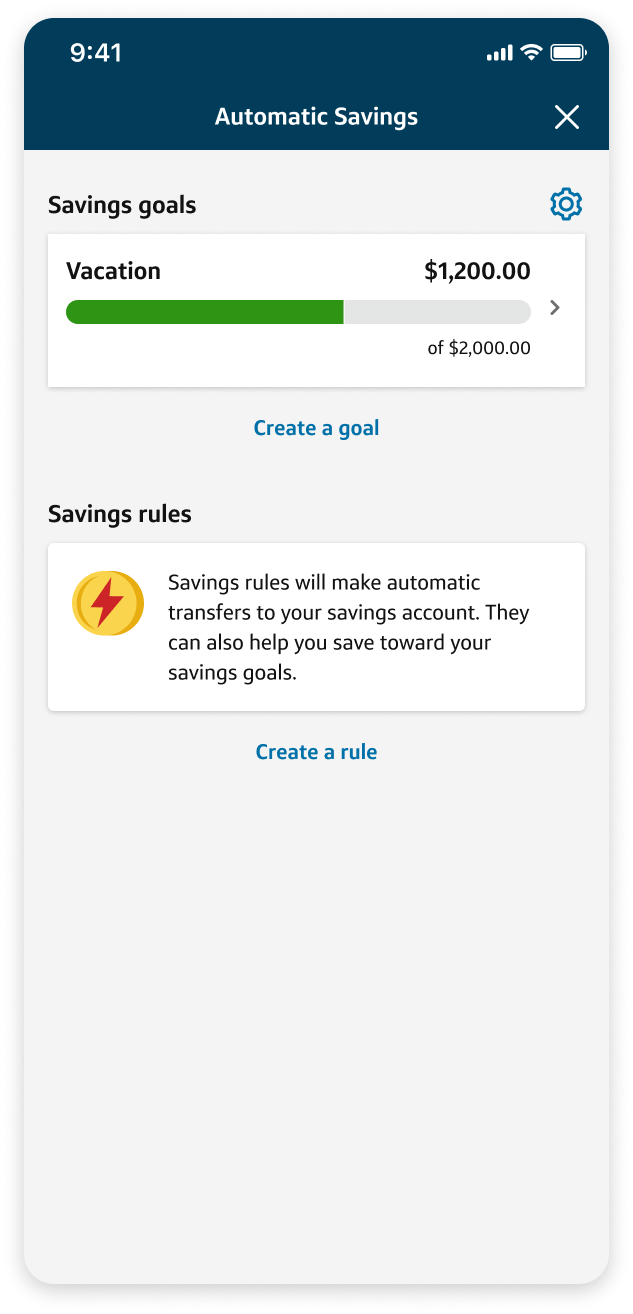 9:41
Automatic Savings
Savings goals
Vacation
$1,200.00
of $2,000.00
Create a goal
Savings rules
Savings rules will make automatic
transfers to your savings account. They
can also help you save toward your
savings goals.
Create a rule